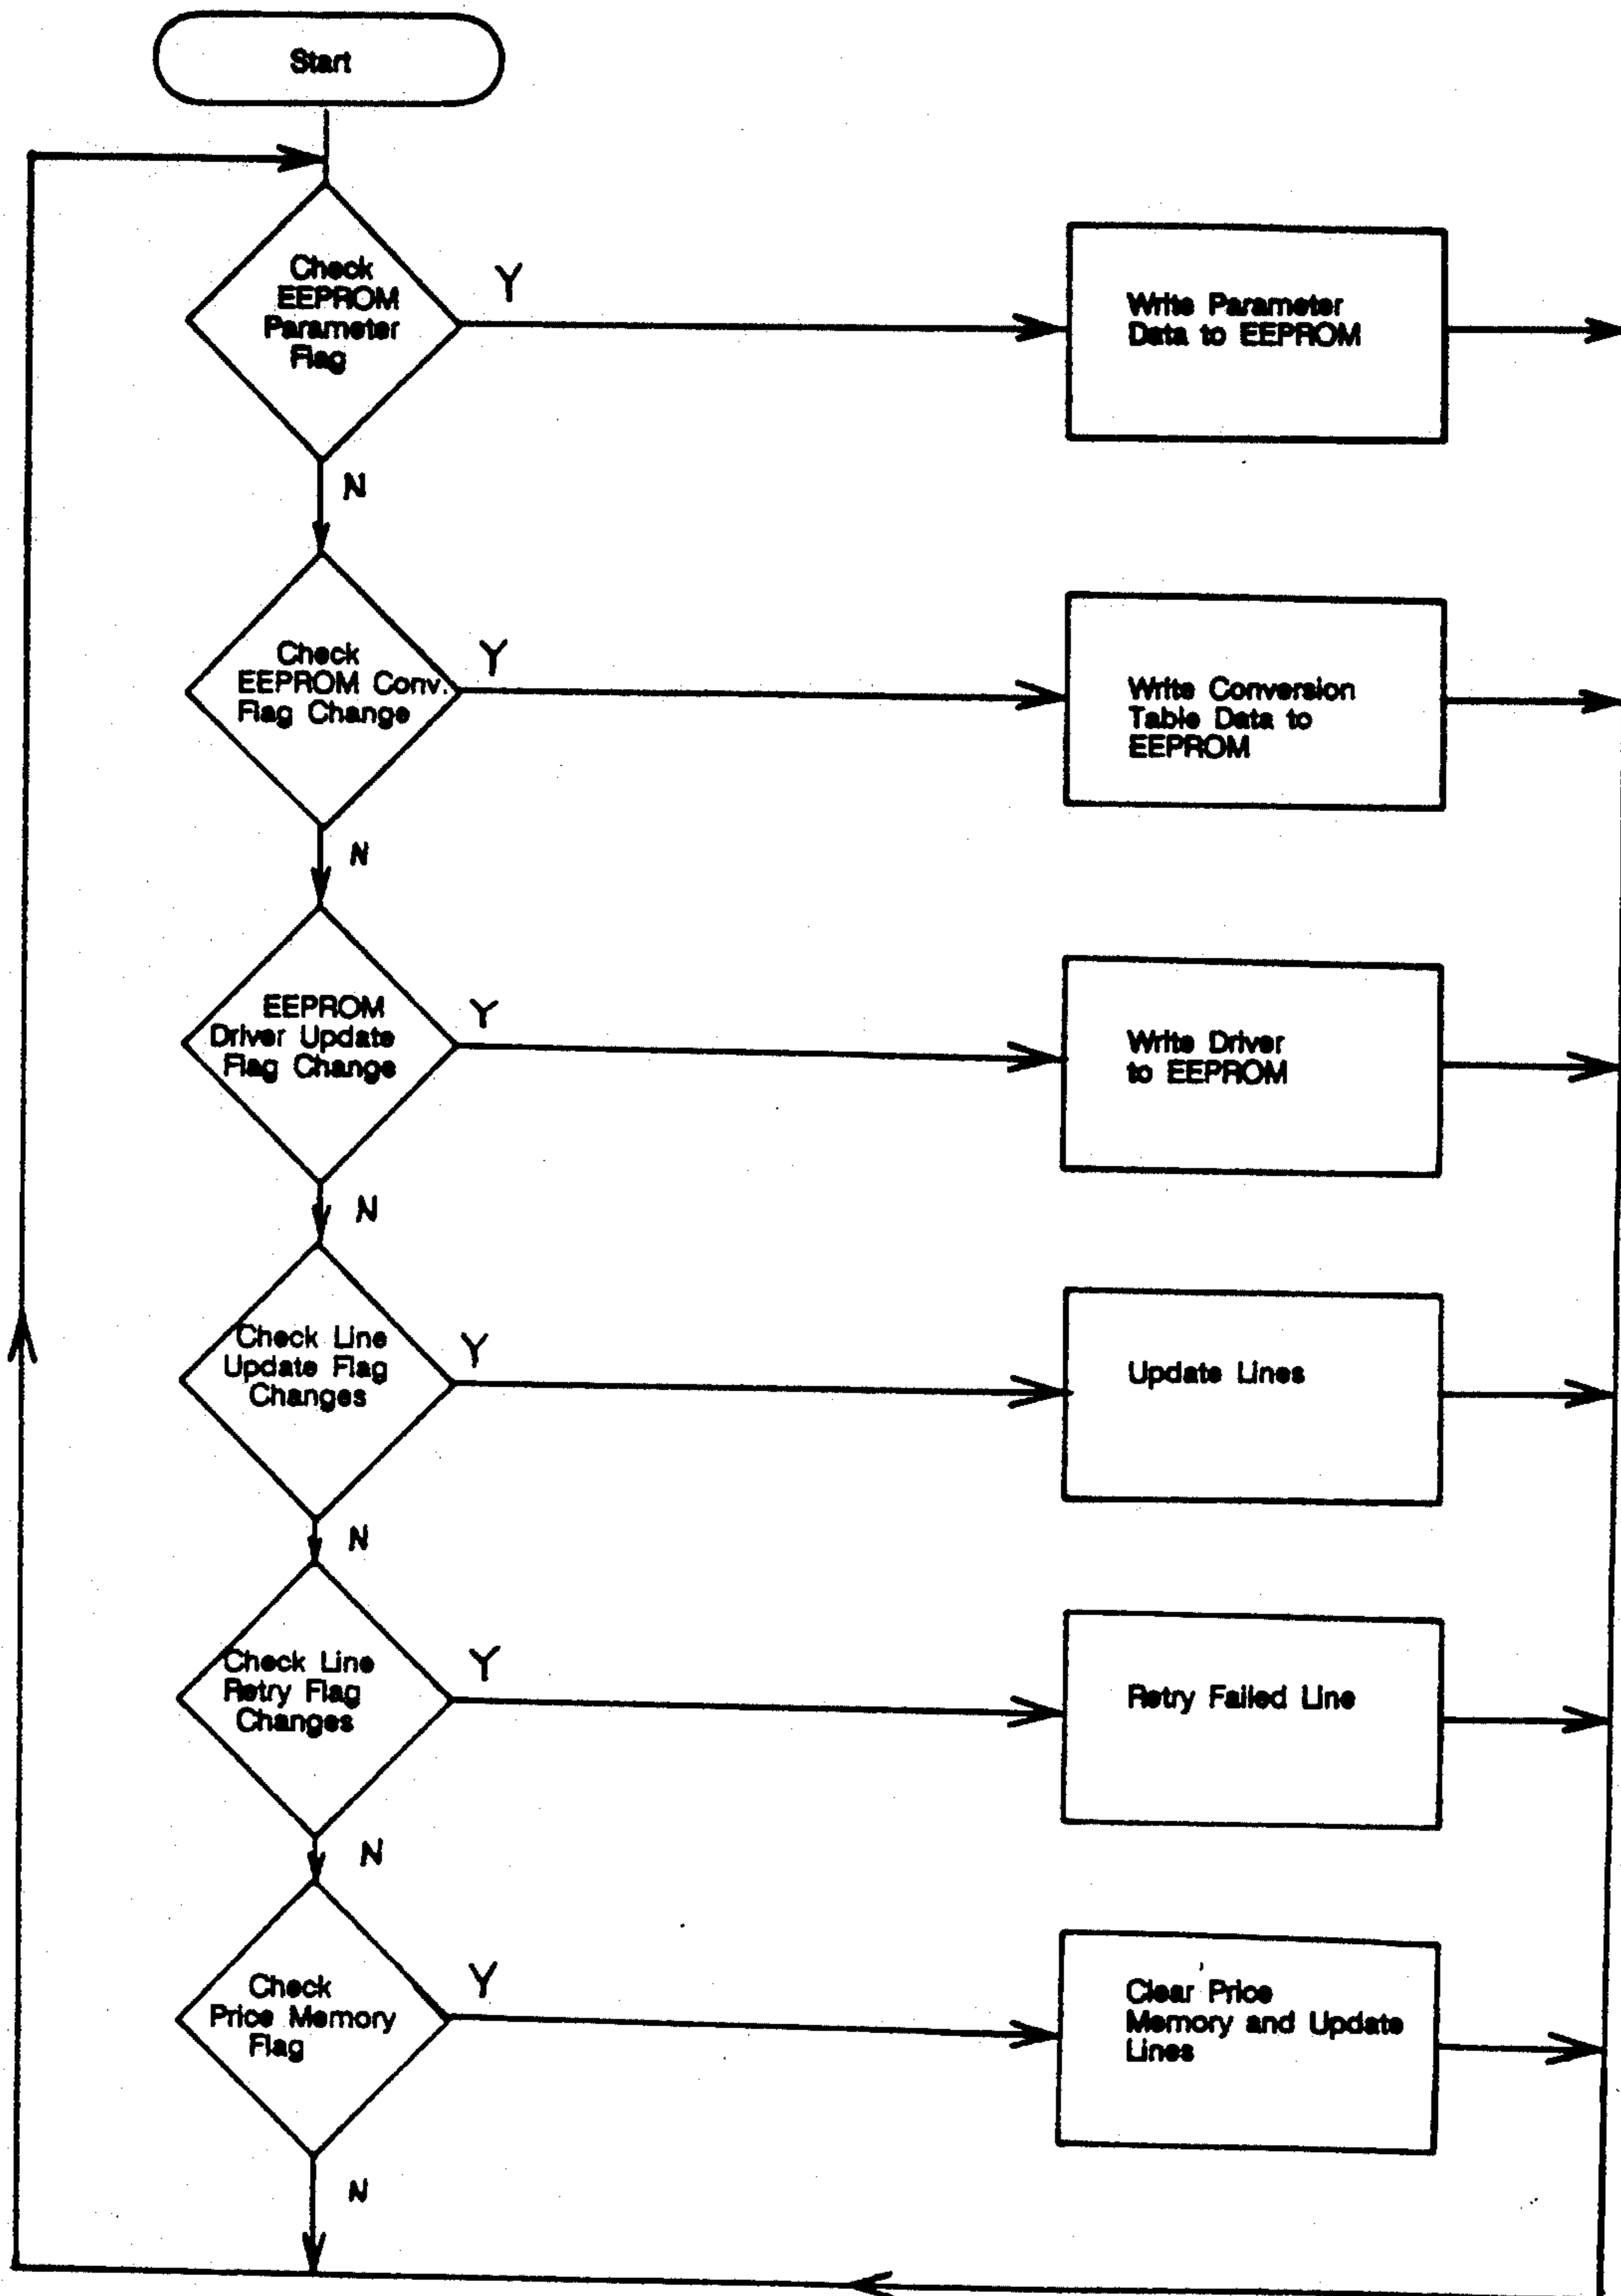 Start
Check
EEPROM
Parameter
Flag
Y
Write Parameter
Data to EEPROM
N
Check
EEPROM Conv.
Flag Change
Y
Write Conversion
Table Data to
EEPROM
N
EEPROM
Driver Update
Flag Change
Y
Write Driver
to EEPROM
N
Check Line
Update Flag
Changes
Y
Update Lines
N
Check Line
Retry Flag
Changes
Y
Retry Failed Line
N
Check
Price Memory
Flag
Y
Clear Price
Memory and Update
Lines
N